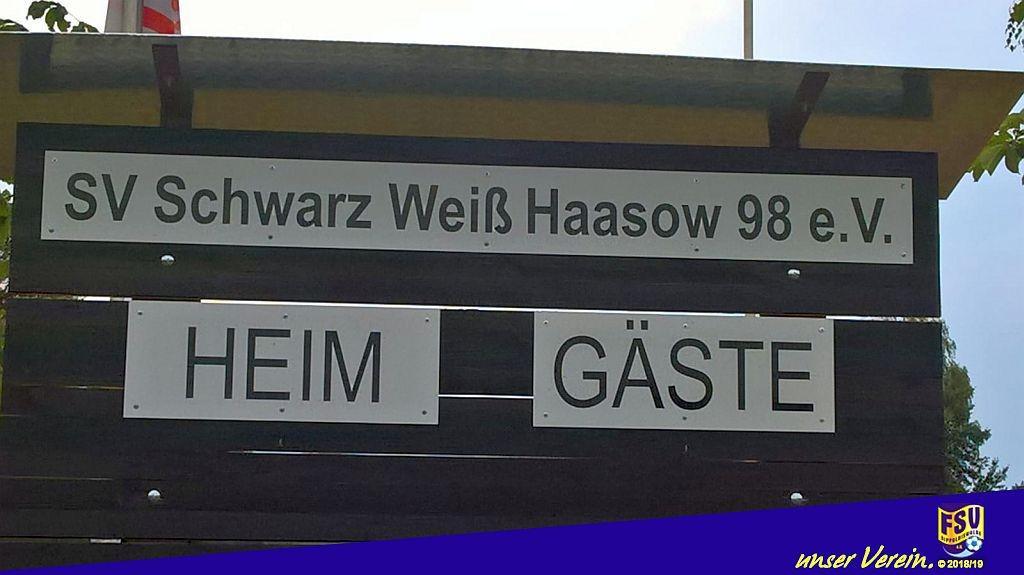 SV Schwarz Weiß Haasow 98 e.V.
HEIM GÄSTE
FSV
unser Verein. © 2018/19